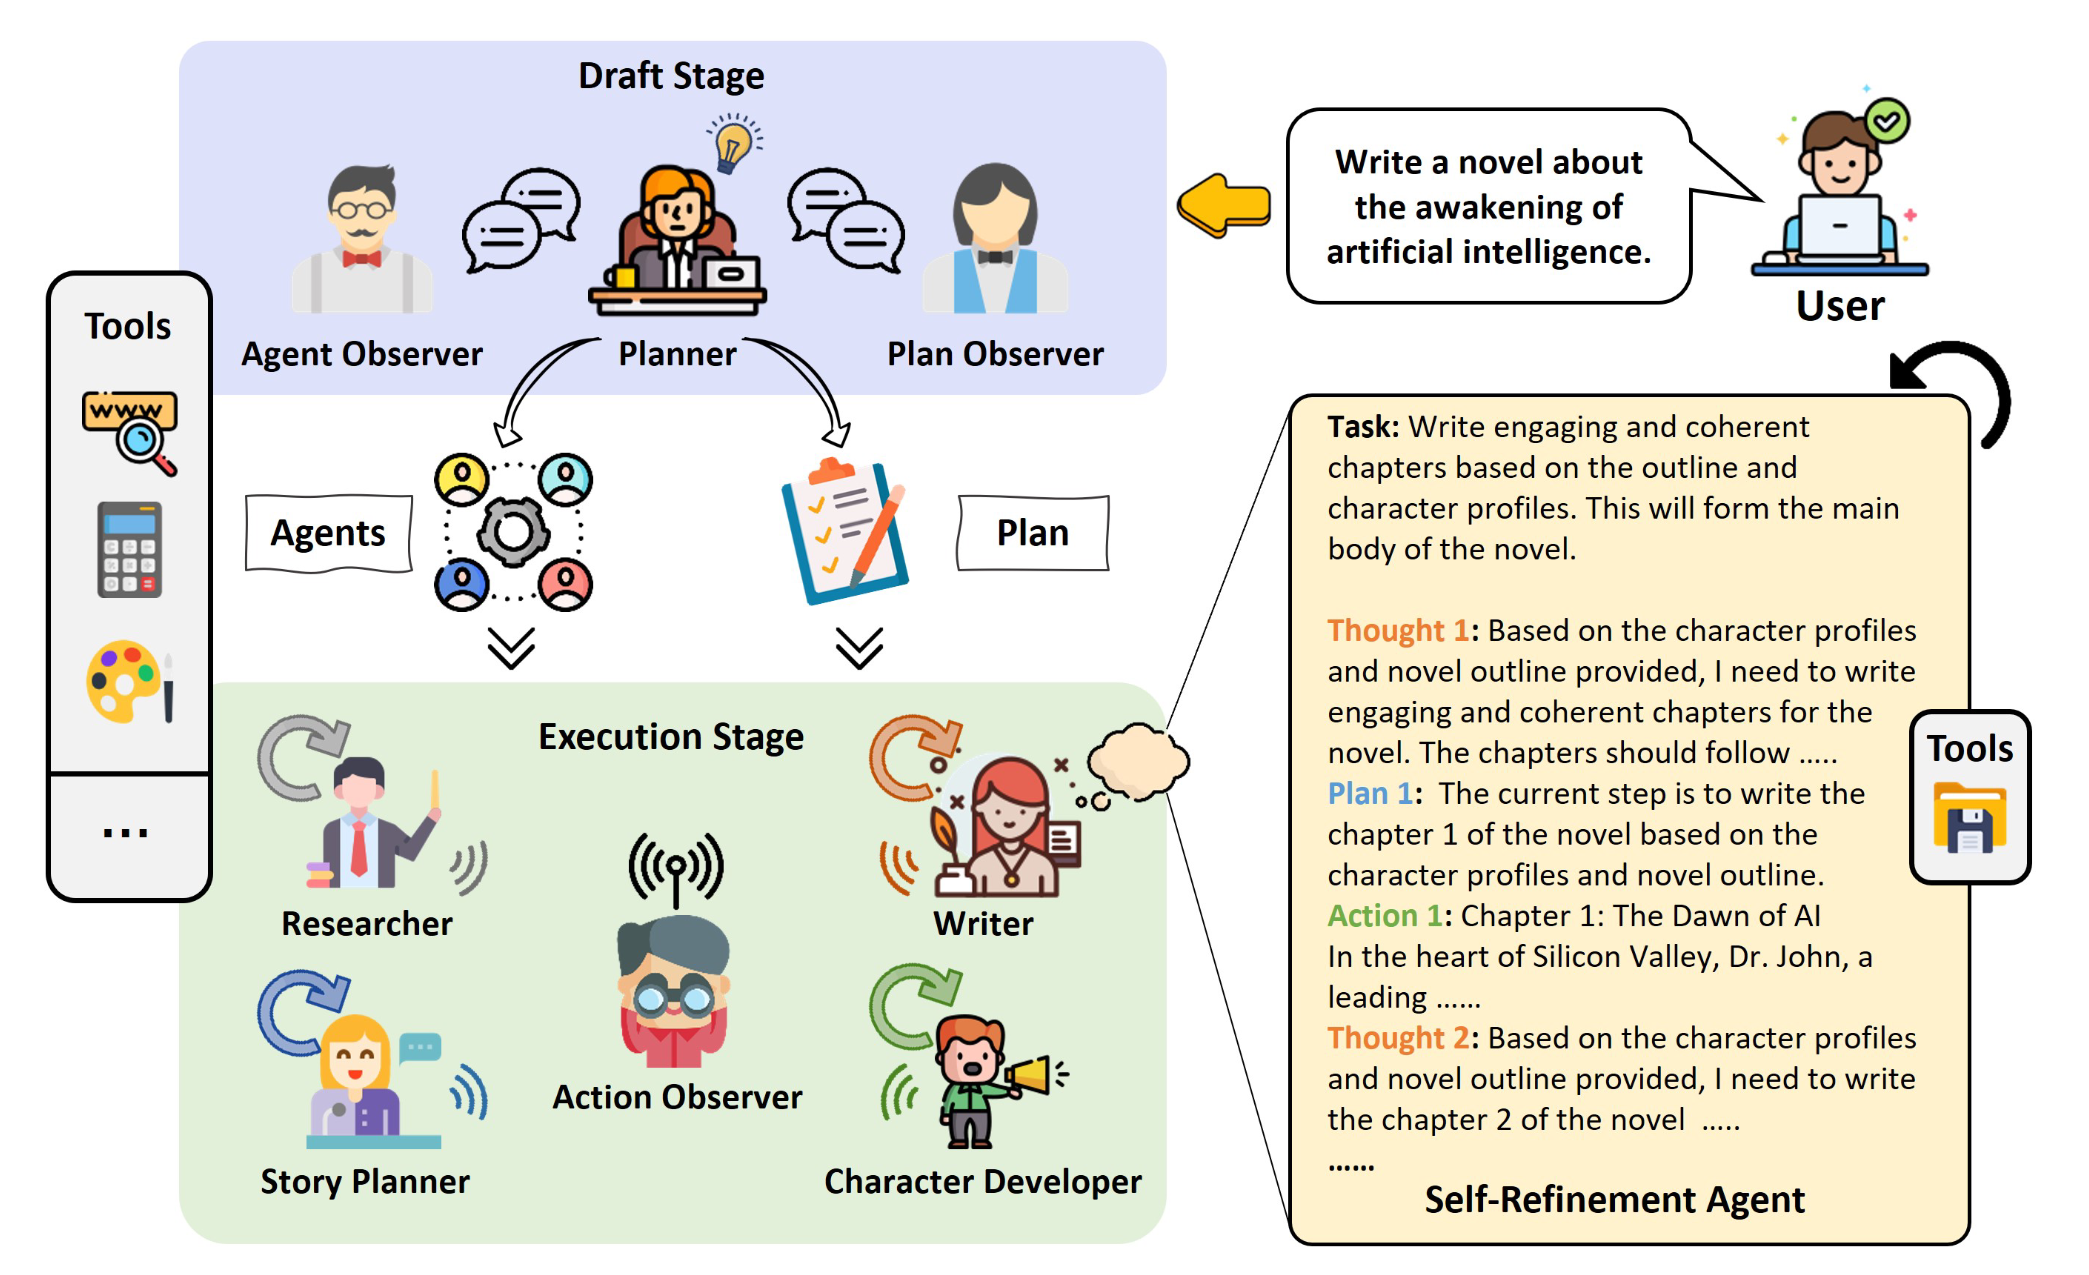 Draft Stage
Agent Observer
Planner
Plan Observer
Write a novel about
the awakening of
artificial intelligence.
User
Tools
www
...
Agents
Plan
Execution Stage
Researcher
Writer
Action Observer
Story Planner
Character Developer
Task: Write engaging and coherent
chapters based on the outline and
character profiles. This will form the main
body of the novel.
Thought 1: Based on the character profiles
and novel outline provided, I need to write
engaging and coherent chapters for the
novel. The chapters should follow .....
Plan 1:  The current step is to write the
chapter 1 of the novel based on the
character profiles and novel outline.
Action 1: Chapter 1: The Dawn of AI
In the heart of Silicon Valley, Dr. John, a
leading ......
Thought 2: Based on the character profiles
and novel outline provided, I need to write
the chapter 2 of the novel  .....
......
Self-Refinement Agent
Tools